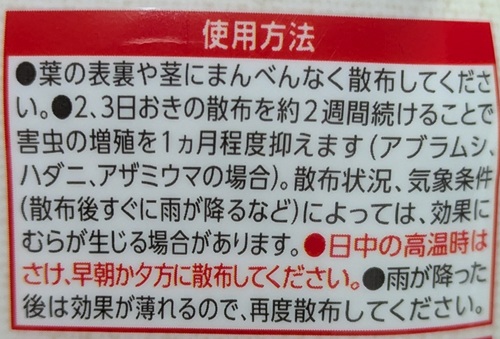 使用方法
●葉の表裏や茎にまんべんなく散布してくださ
い。●2、3日おきの散布を約2週間続けることで
害虫の増殖を1ヵ月程度抑えます(アブラムシ、
ハダニ、アザミウマの場合)。散布状況、気象条件
(散布後すぐに雨が降るなど)によっては、効果に
むらが生じる場合があります。●日中の高温時は
さけ、早朝か夕方に散布してください。●雨が降った
後は効果が薄れるので、再度散布してください。